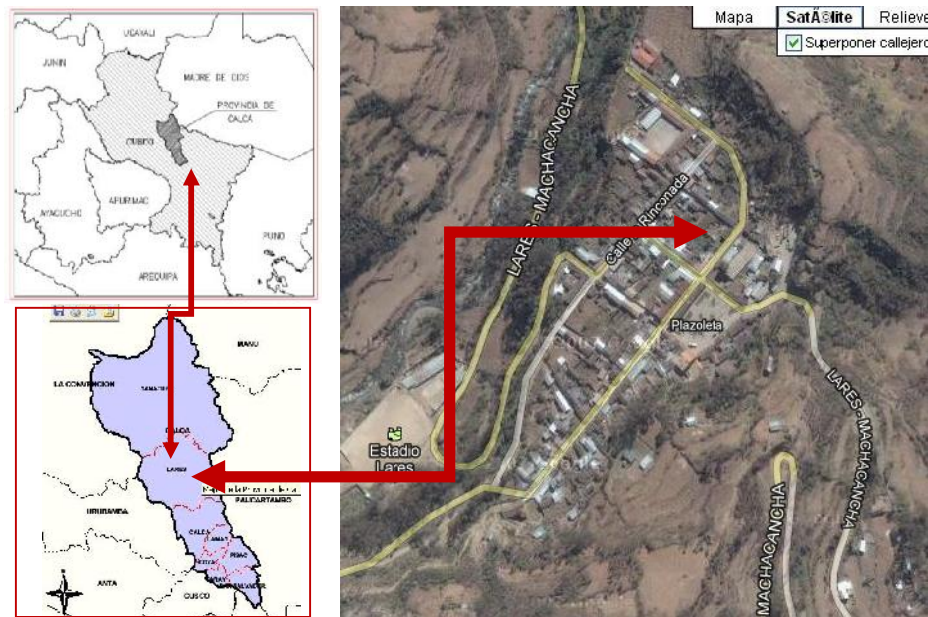 UCAYALI
JUNIN
MADRE DE DIOS
PROVINCIA DE
CALCA
CUSCO
APURIMAC
AYACUCHO
PUNO
AREQUIPA
MANU
LA CONVENCION
CALCA
LARES
PAUCARTAMBO
URUBAMBA
CALCA
LAMAY
PISAC
ANTA
CUSCO
Mapa
SatÃ©lite
Relieve
Superponer callejero
LARES - MACHACANCHA
Calle Rinconada
Plazoleta
LARES - MACHACANCHA
Estadio
Lares
MACHACANCHA